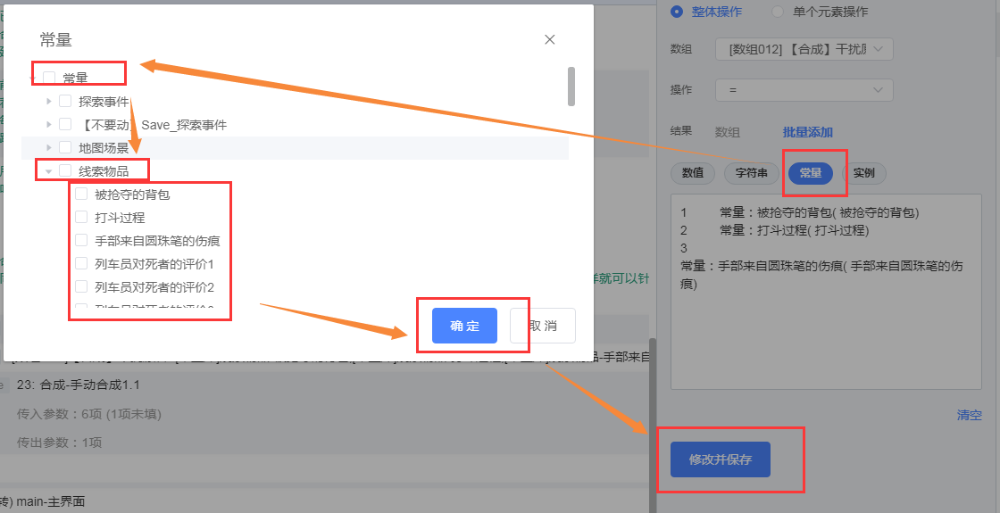 常量
常量
探索事件
【不要动】Save_探索事件
地图场景
线索物品
被抢夺的背包
打斗过程
手部来自圆珠笔的伤痕
列车员对死者的评价1
列车员对死者的评价2
确 定
取 消
23: 合成-手动合成1.1
传入参数：6项 (1项未填)
传出参数：1项
转) main-主界面
整体操作
单个元素操作
数组
[数组012] 【合成】干扰
操作
=
结果
数组
批量添加
数值
字符串
常量
实例
1 常量：被抢夺的背包( 被抢夺的背包)
2 常量：打斗过程( 打斗过程)
3
常量：手部来自圆珠笔的伤痕( 手部来自圆珠笔的伤
痕)
清空
修改并保存
样就可以针
品-手部来自